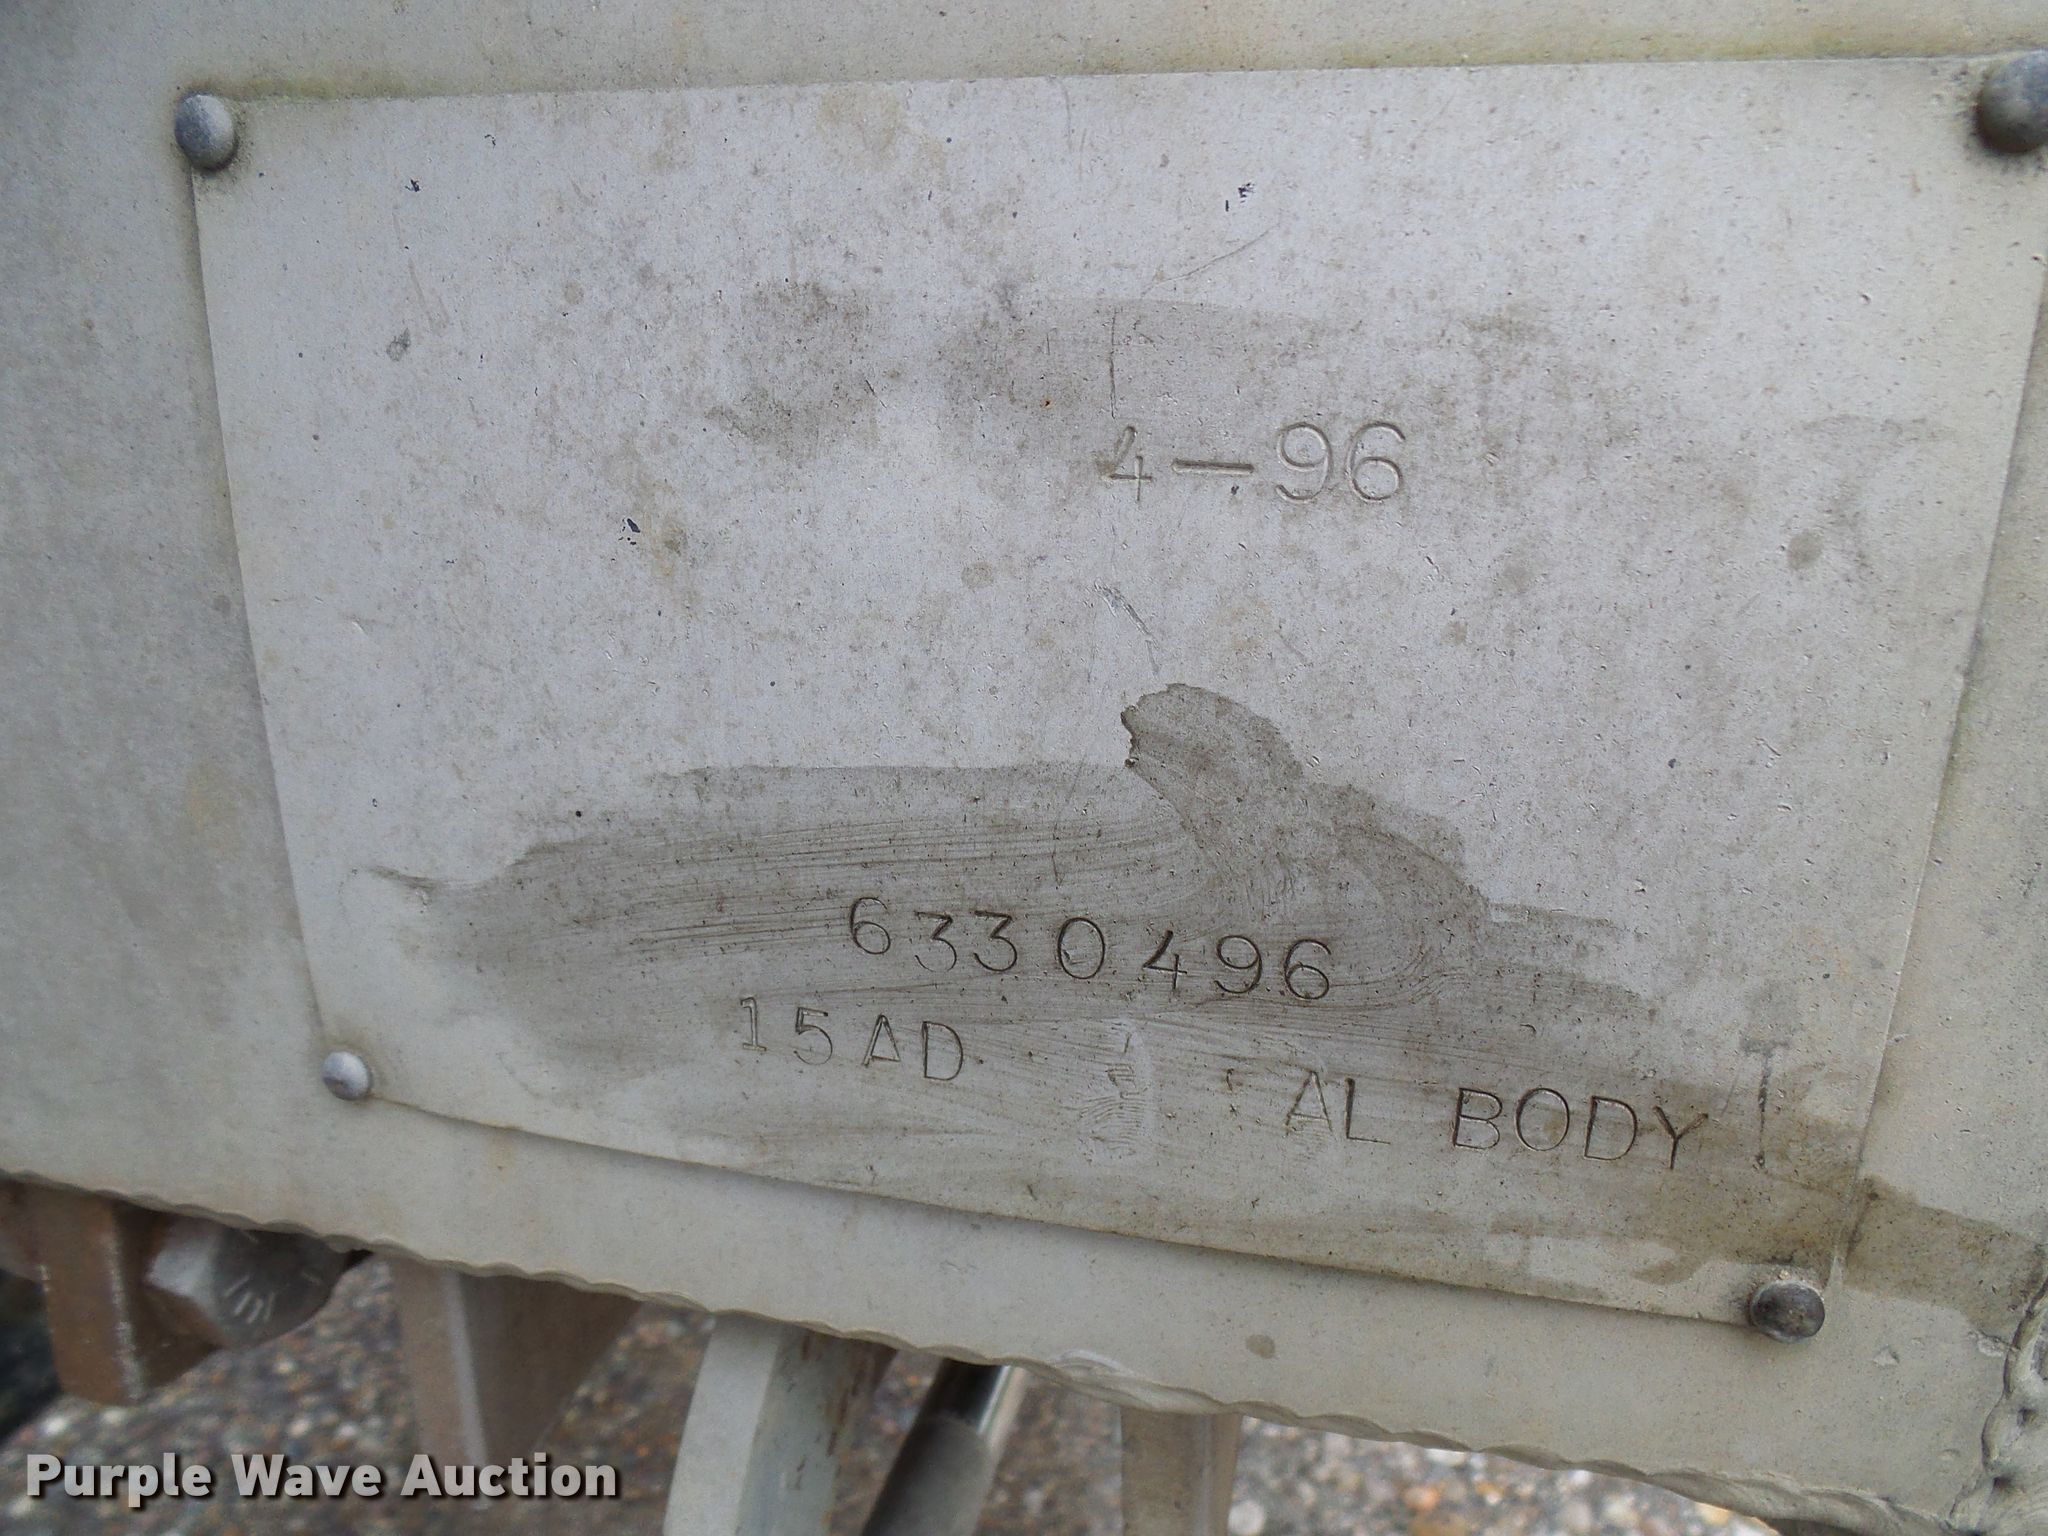 4-96
6330496
15AD AL BODY
Purple Wave Auction